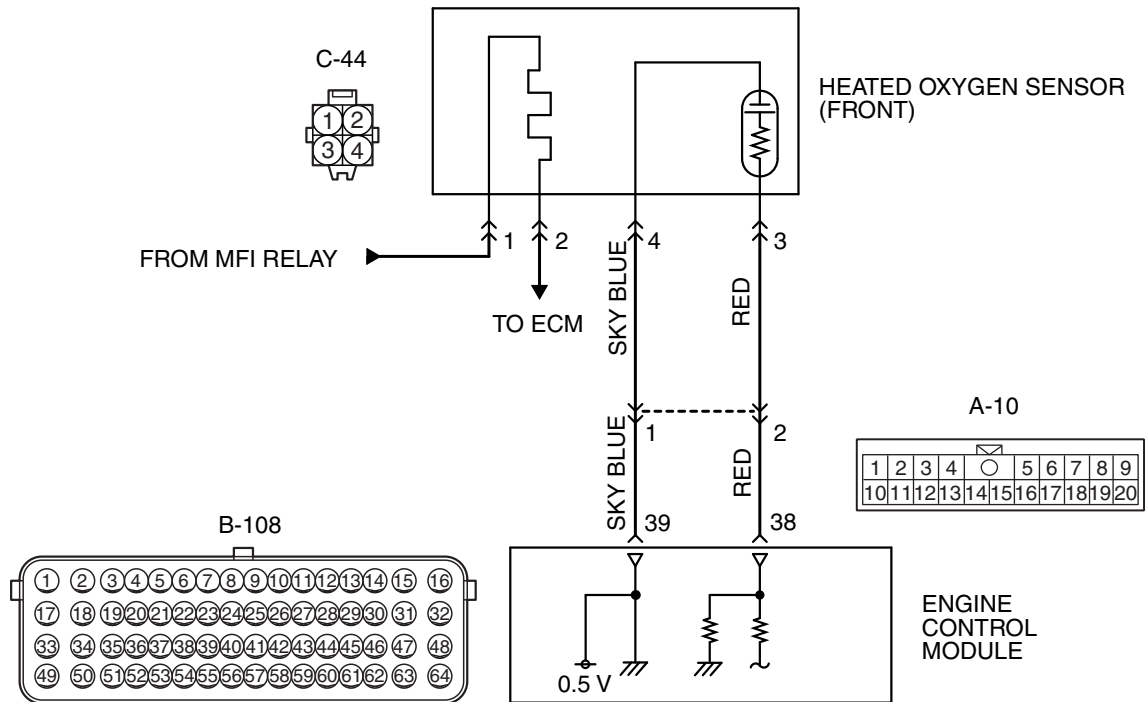 C-44
1 2
3 4
HEATED OXYGEN SENSOR
(FRONT)
1
2
4
3
FROM MFI RELAY
TO ECM
SKY BLUE
RED
1
2
SKY BLUE
RED
39
38
A-10
1 2 3 4 5 6 7 8 9
10 11 12 13 14 15 16 17 18 19 20
B-108
1 2 3 4 5 6 7 8 9 10 11 12 13 14 15 16
17 18 19 20 21 22 23 24 25 26 27 28 29 30 31 32
33 34 35 36 37 38 39 40 41 42 43 44 45 46 47 48
49 50 51 52 53 54 55 56 57 58 59 60 61 62 63 64
0.5 V
ENGINE
CONTROL
MODULE